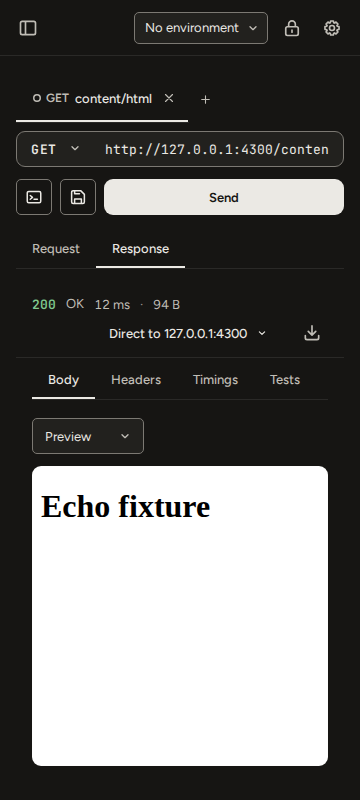 No environment
GET content/html
GET http://127.0.0.1:4300/conten
Send
Request Response
200 OK 12 ms · 94 B
Direct to 127.0.0.1:4300
Body Headers Timings Tests
Preview
Echo fixture